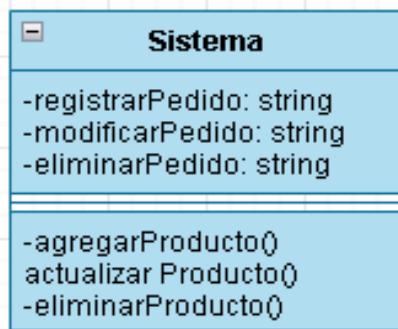 Sistema
-registrarPedido: string
-modificarPedido: string
-eliminarPedido: string
-agregarProducto()
actualizar Producto()
-eliminarProducto()